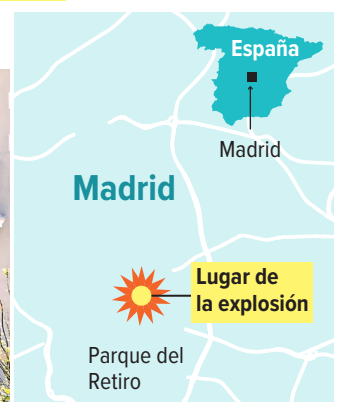 España
Madrid
Madrid
Lugar de
la explosión
Parque del
Retiro